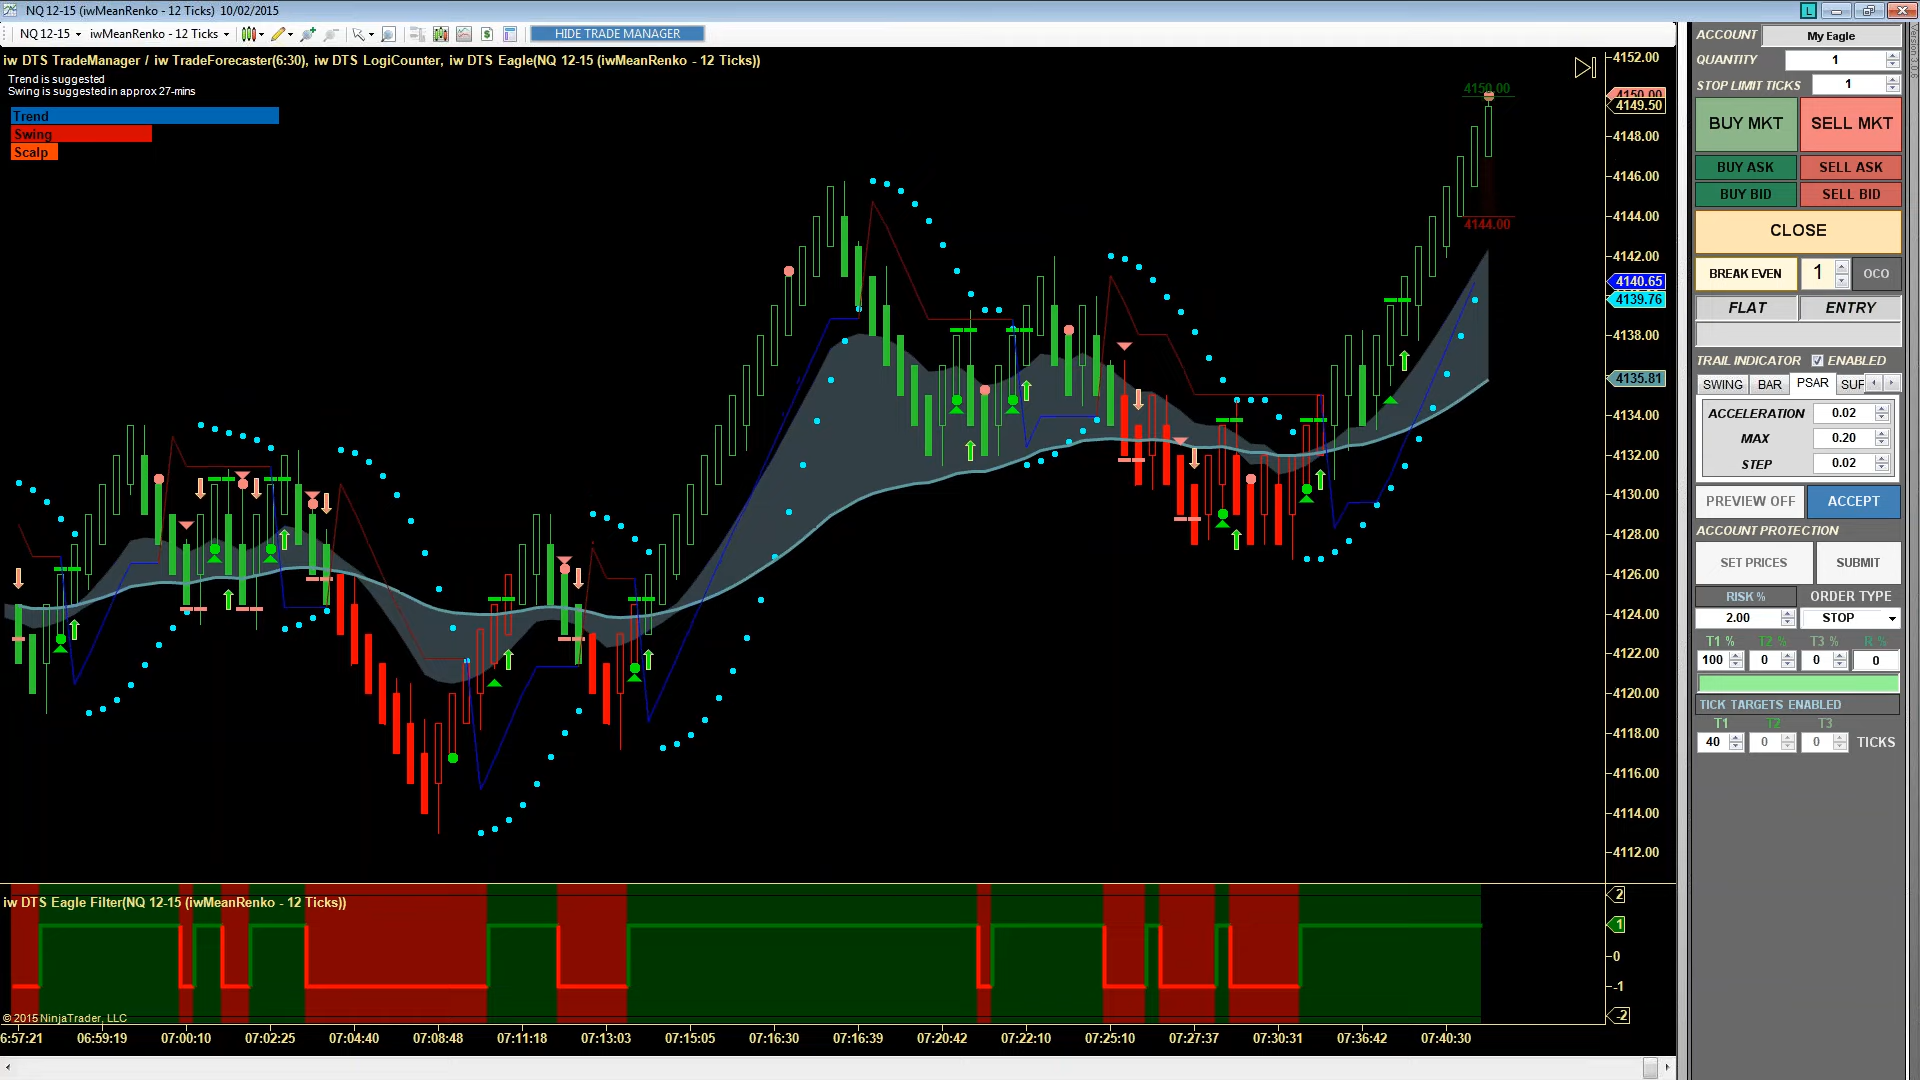 NQ 12-15 (iwMeanRenko - 12 Ticks)  10/02/2015
L
NQ 12-15
iwMeanRenko - 12 Ticks
$
HIDE TRADE MANAGER
iw DTS TradeManager / iw TradeForecaster(6:30), iw DTS LogiCounter, iw DTS Eagle(NQ 12-15 (iwMeanRenko - 12 Ticks))
Trend is suggested
Swing is suggested in approx 27-mins
Trend
Swing
Scalp
4150.00
4144.00
4152.00
4150.00
4149.50
4148.00
4146.00
4144.00
4142.00
4140.65
4139.76
4138.00
4135.81
4134.00
4132.00
4130.00
4128.00
4126.00
4124.00
4122.00
4120.00
4118.00
4116.00
4114.00
4112.00
iw DTS Eagle Filter(NQ 12-15 (iwMeanRenko - 12 Ticks))
2
1
0
-1
-2
© 2015 NinjaTrader, LLC
6:57:21
06:59:19
07:00:10
07:02:25
07:04:40
07:08:48
07:11:18
07:13:03
07:15:05
07:16:30
07:16:39
07:20:42
07:22:10
07:25:10
07:27:37
07:30:31
07:36:42
07:40:30
ACCOUNT My Eagle
QUANTITY 1
STOP LIMIT TICKS 1
BUY MKT SELL MKT
BUY ASK SELL ASK
BUY BID SELL BID
CLOSE
BREAK EVEN 1 OCO
FLAT ENTRY
TRAIL INDICATOR ENABLED
SWING BAR PSAR SUF
ACCELERATION 0.02
MAX 0.20
STEP 0.02
PREVIEW OFF ACCEPT
ACCOUNT PROTECTION
SET PRICES SUBMIT
RISK % ORDER TYPE
2.00 STOP
T1 % T2 % T3 % R %
100 0 0 0
TICK TARGETS ENABLED
T1 T2 T3
40 0 0 TICKS